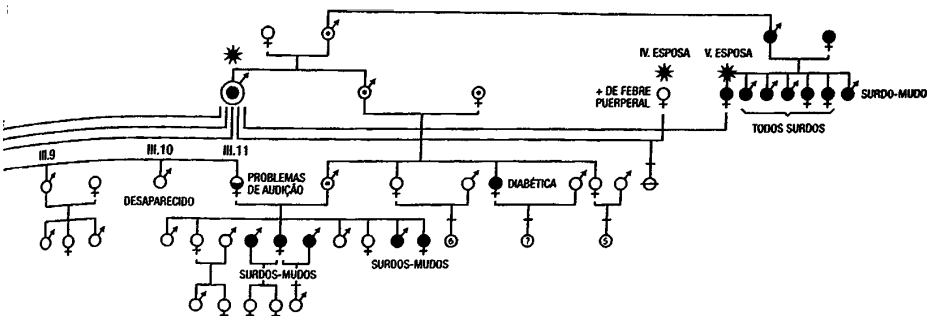 IV. ESPOSA
V. ESPOSA
+ DE FEBRE
PUERPERAL
SURDO-MUDO
TODOS SURDOS
III.9
III.10
III.11
DESAPARECIDO
PROBLEMAS
DE AUDIÇÃO
DIABÉTICA
6
7
5
SURDOS-MUDOS
SURDOS-MUDOS